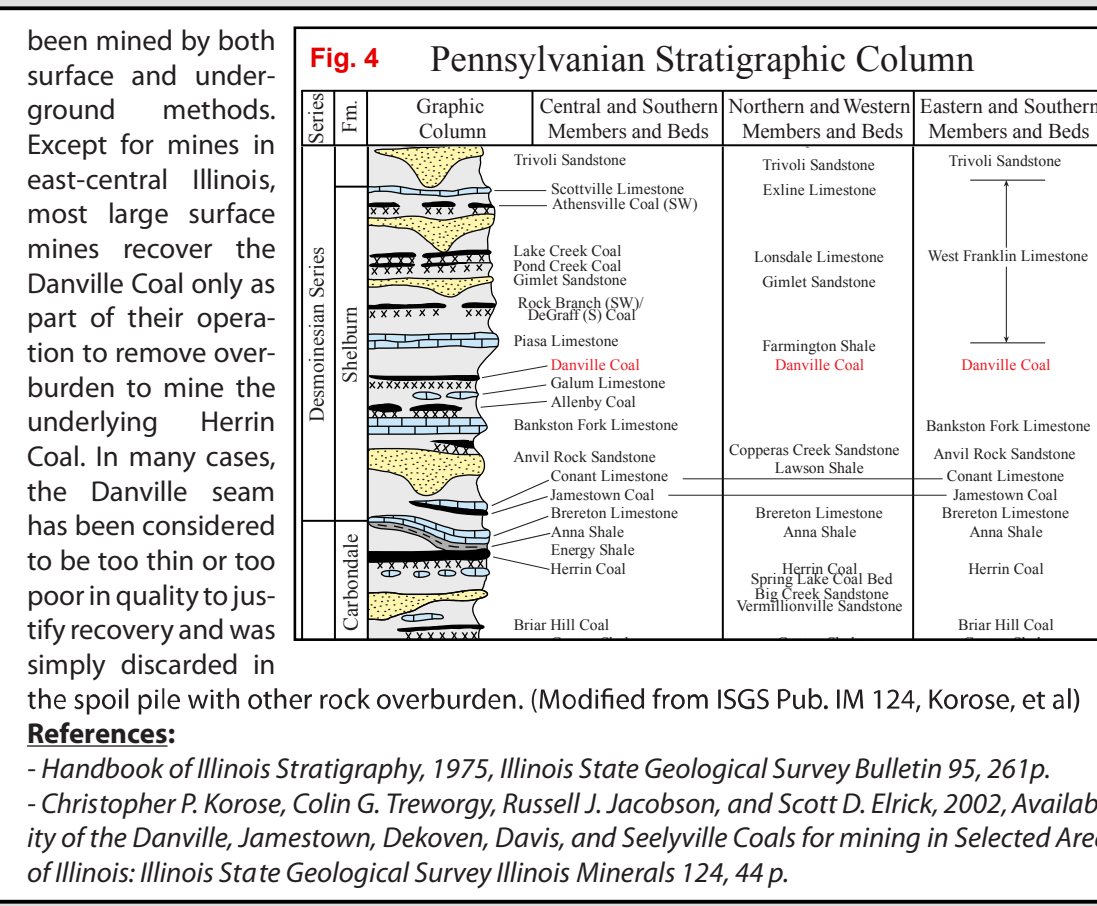 been mined by both
surface and under-
ground methods.
Except for mines in
east-central Illinois,
most large surface
mines recover the
Danville Coal only as
part of their opera-
tion to remove over-
burden to mine the
underlying Herrin
Coal. In many cases,
the Danville seam
has been considered
to be too thin or too
poor in quality to jus-
tify recovery and was
simply discarded in
the spoil pile with other rock overburden. (Modified from ISGS Pub. IM 124, Korose, et al)
Fig. 4 Pennsylvanian Stratigraphic Column
Series
Fm.
Graphic
Column
Central and Southern
Members and Beds
Northern and Western
Members and Beds
Eastern and Southern
Members and Beds
Desmoinesian Series
Shelburn
Carbondale
Trivoli Sandstone
Scottville Limestone
Athensville Coal (SW)
Lake Creek Coal
Pond Creek Coal
Gimlet Sandstone
Rock Branch (SW)/
DeGraff (S) Coal
Piasa Limestone
Danville Coal
Galum Limestone
Allenby Coal
Bankston Fork Limestone
Anvil Rock Sandstone
Conant Limestone
Jamestown Coal
Brereton Limestone
Anna Shale
Energy Shale
Herrin Coal
Briar Hill Coal
Trivoli Sandstone
Exline Limestone
Lonsdale Limestone
Gimlet Sandstone
Farmington Shale
Danville Coal
Copperas Creek Sandstone
Lawson Shale
Brereton Limestone
Anna Shale
Herrin Coal
Spring Lake Coal Bed
Big Creek Sandstone
Vermillionville Sandstone
Trivoli Sandstone
West Franklin Limestone
Danville Coal
Bankston Fork Limestone
Anvil Rock Sandstone
Conant Limestone
Jamestown Coal
Brereton Limestone
Anna Shale
Herrin Coal
Briar Hill Coal
References:
- Handbook of Illinois Stratigraphy, 1975, Illinois State Geological Survey Bulletin 95, 261p.
- Christopher P. Korose, Colin G. Treworgy, Russell J. Jacobson, and Scott D. Elrick, 2002, Availab
ity of the Danville, Jamestown, Dekoven, Davis, and Seelyville Coals for mining in Selected Area
of Illinois: Illinois State Geological Survey Illinois Minerals 124, 44 p.